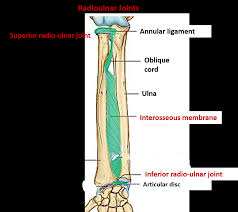 Radioulnar Joints
Superior radio-ulnar joint
Annular ligament
Oblique
cord
Ulna
Interosseous membrane
Inferior radio-ulnar joint
Articular disc